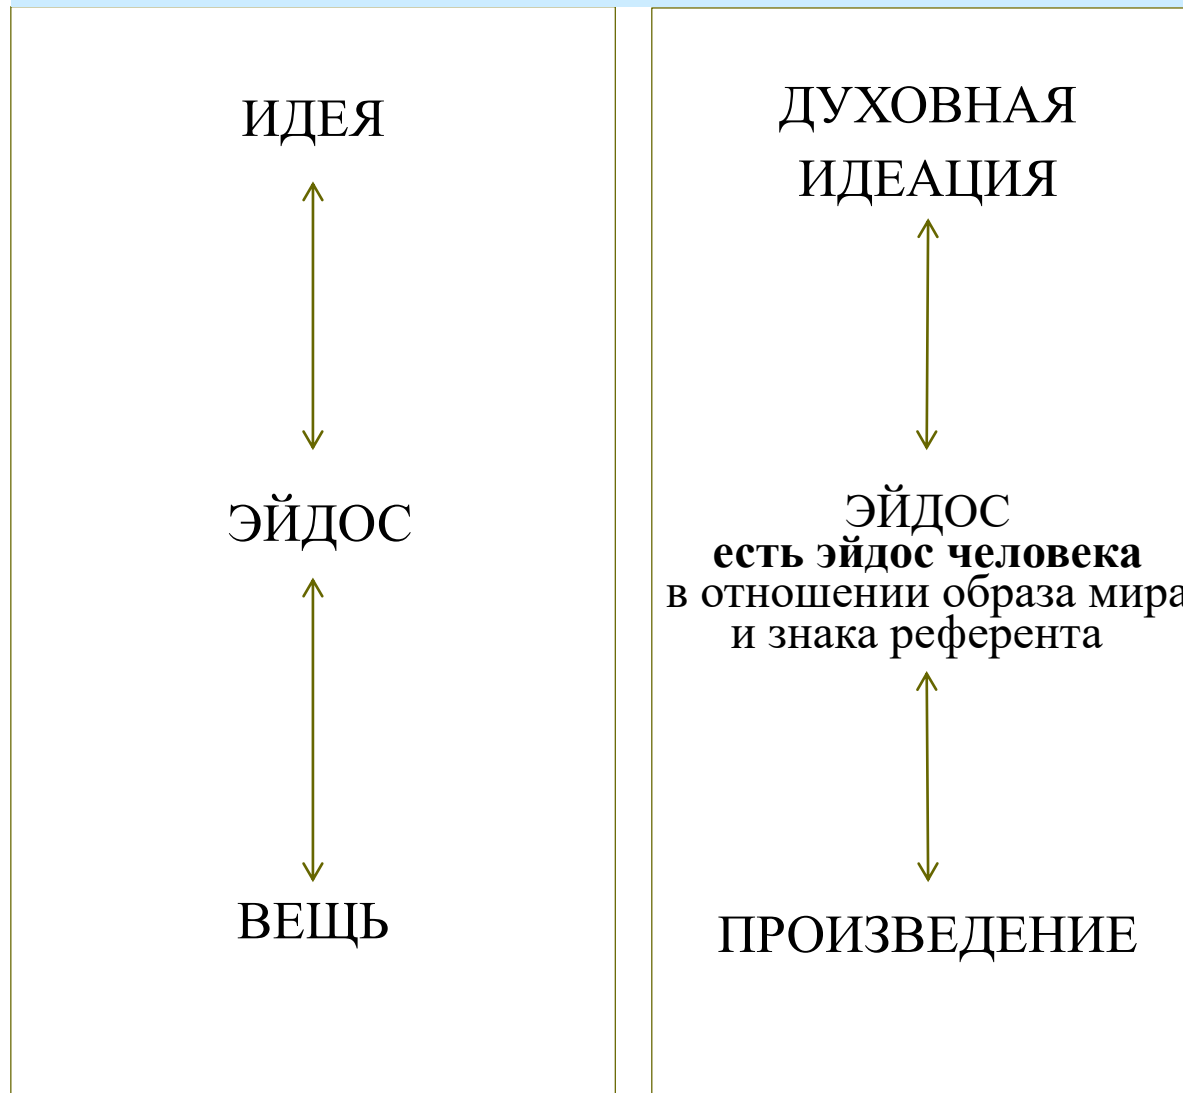 ИДЕЯ
ЭЙДОС
ВЕЩЬ
ДУХОВНАЯ
ИДЕАЦИЯ
ЭЙДОС
есть эйдос человека
в отношении образа мира
и знака референта
ПРОИЗВЕДЕНИЕ